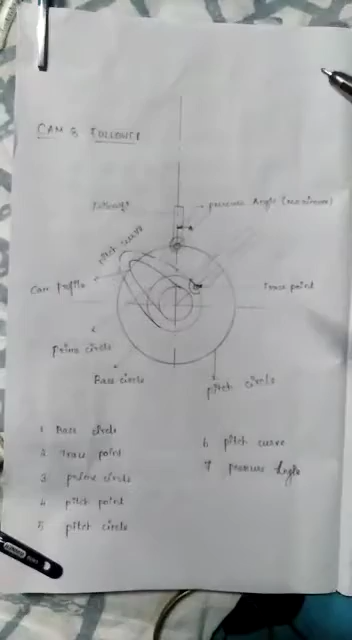 CAM & FOLLOWER
Follower
pressure Angle (maximum)
pitch curve
Cam profile
Trace point
prime circle
Base circle
pitch circle
1 Base circle
2 Trace point
3 prime circle
4 pitch point
5 pitch circle
6 pitch curve
7 pressure Angle